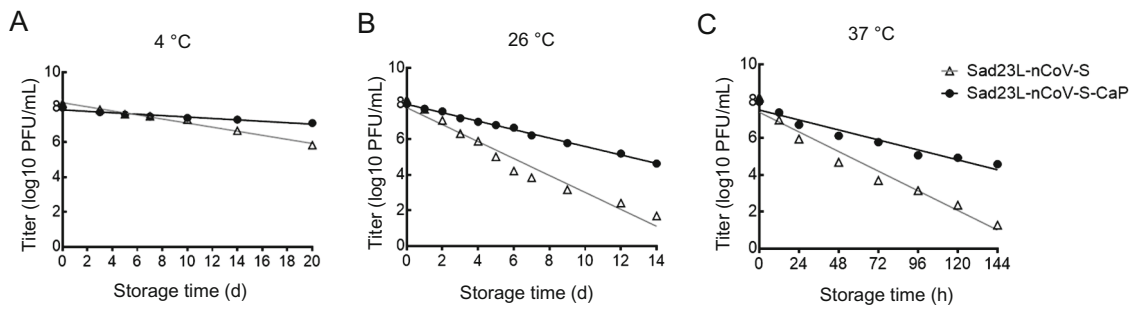 A
4 °C
Titer (log10 PFU/mL)
10
8
6
4
2
0
0 2 4 6 8 10 12 14 16 18 20
Storage time (d)
B
26 °C
Titer (log10 PFU/mL)
10
8
6
4
2
0
0 2 4 6 8 10 12 14
Storage time (d)
C
37 °C
Titer (log10 PFU/mL)
10
8
6
4
2
0
0 24 48 72 96 120 144
Storage time (h)
Sad23L-nCoV-S
Sad23L-nCoV-S-CaP